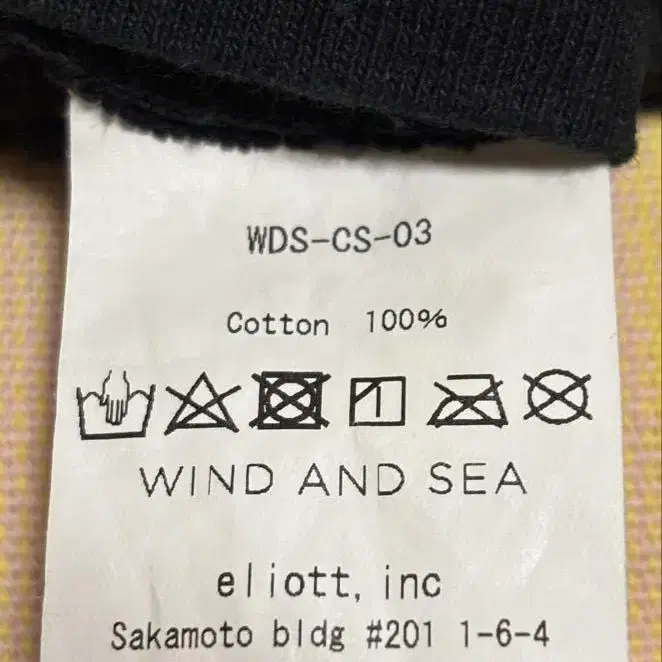 WDS-CS-03
Cotton 100%
WIND AND SEA
eliott, inc
Sakamoto bldg #201 1-6-4